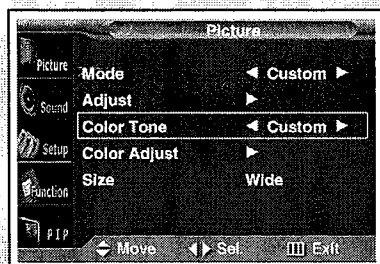 Picture
Picture
Mode ◀ Custom ▶
Sound
Adjust ▶
Color Tone ◀ Custom ▶
Setup
Color Adjust ▶
Size Wide
Function
PIP
Move Sel. Exit